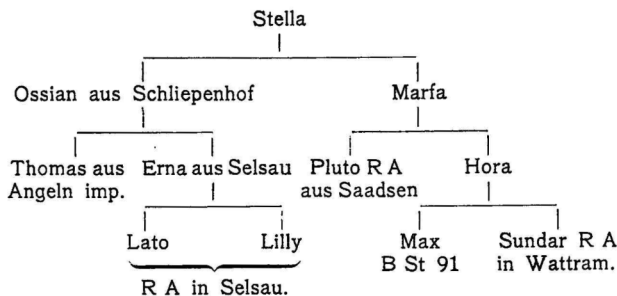 Stella
Ossian aus Schliepenhof Marfa
Thomas aus Erna aus Selsau Pluto R A Hora
Angeln imp. aus Saadsen
Lato Lilly Max Sundar R A
B St 91 in Wattram.
R A in Selsau.